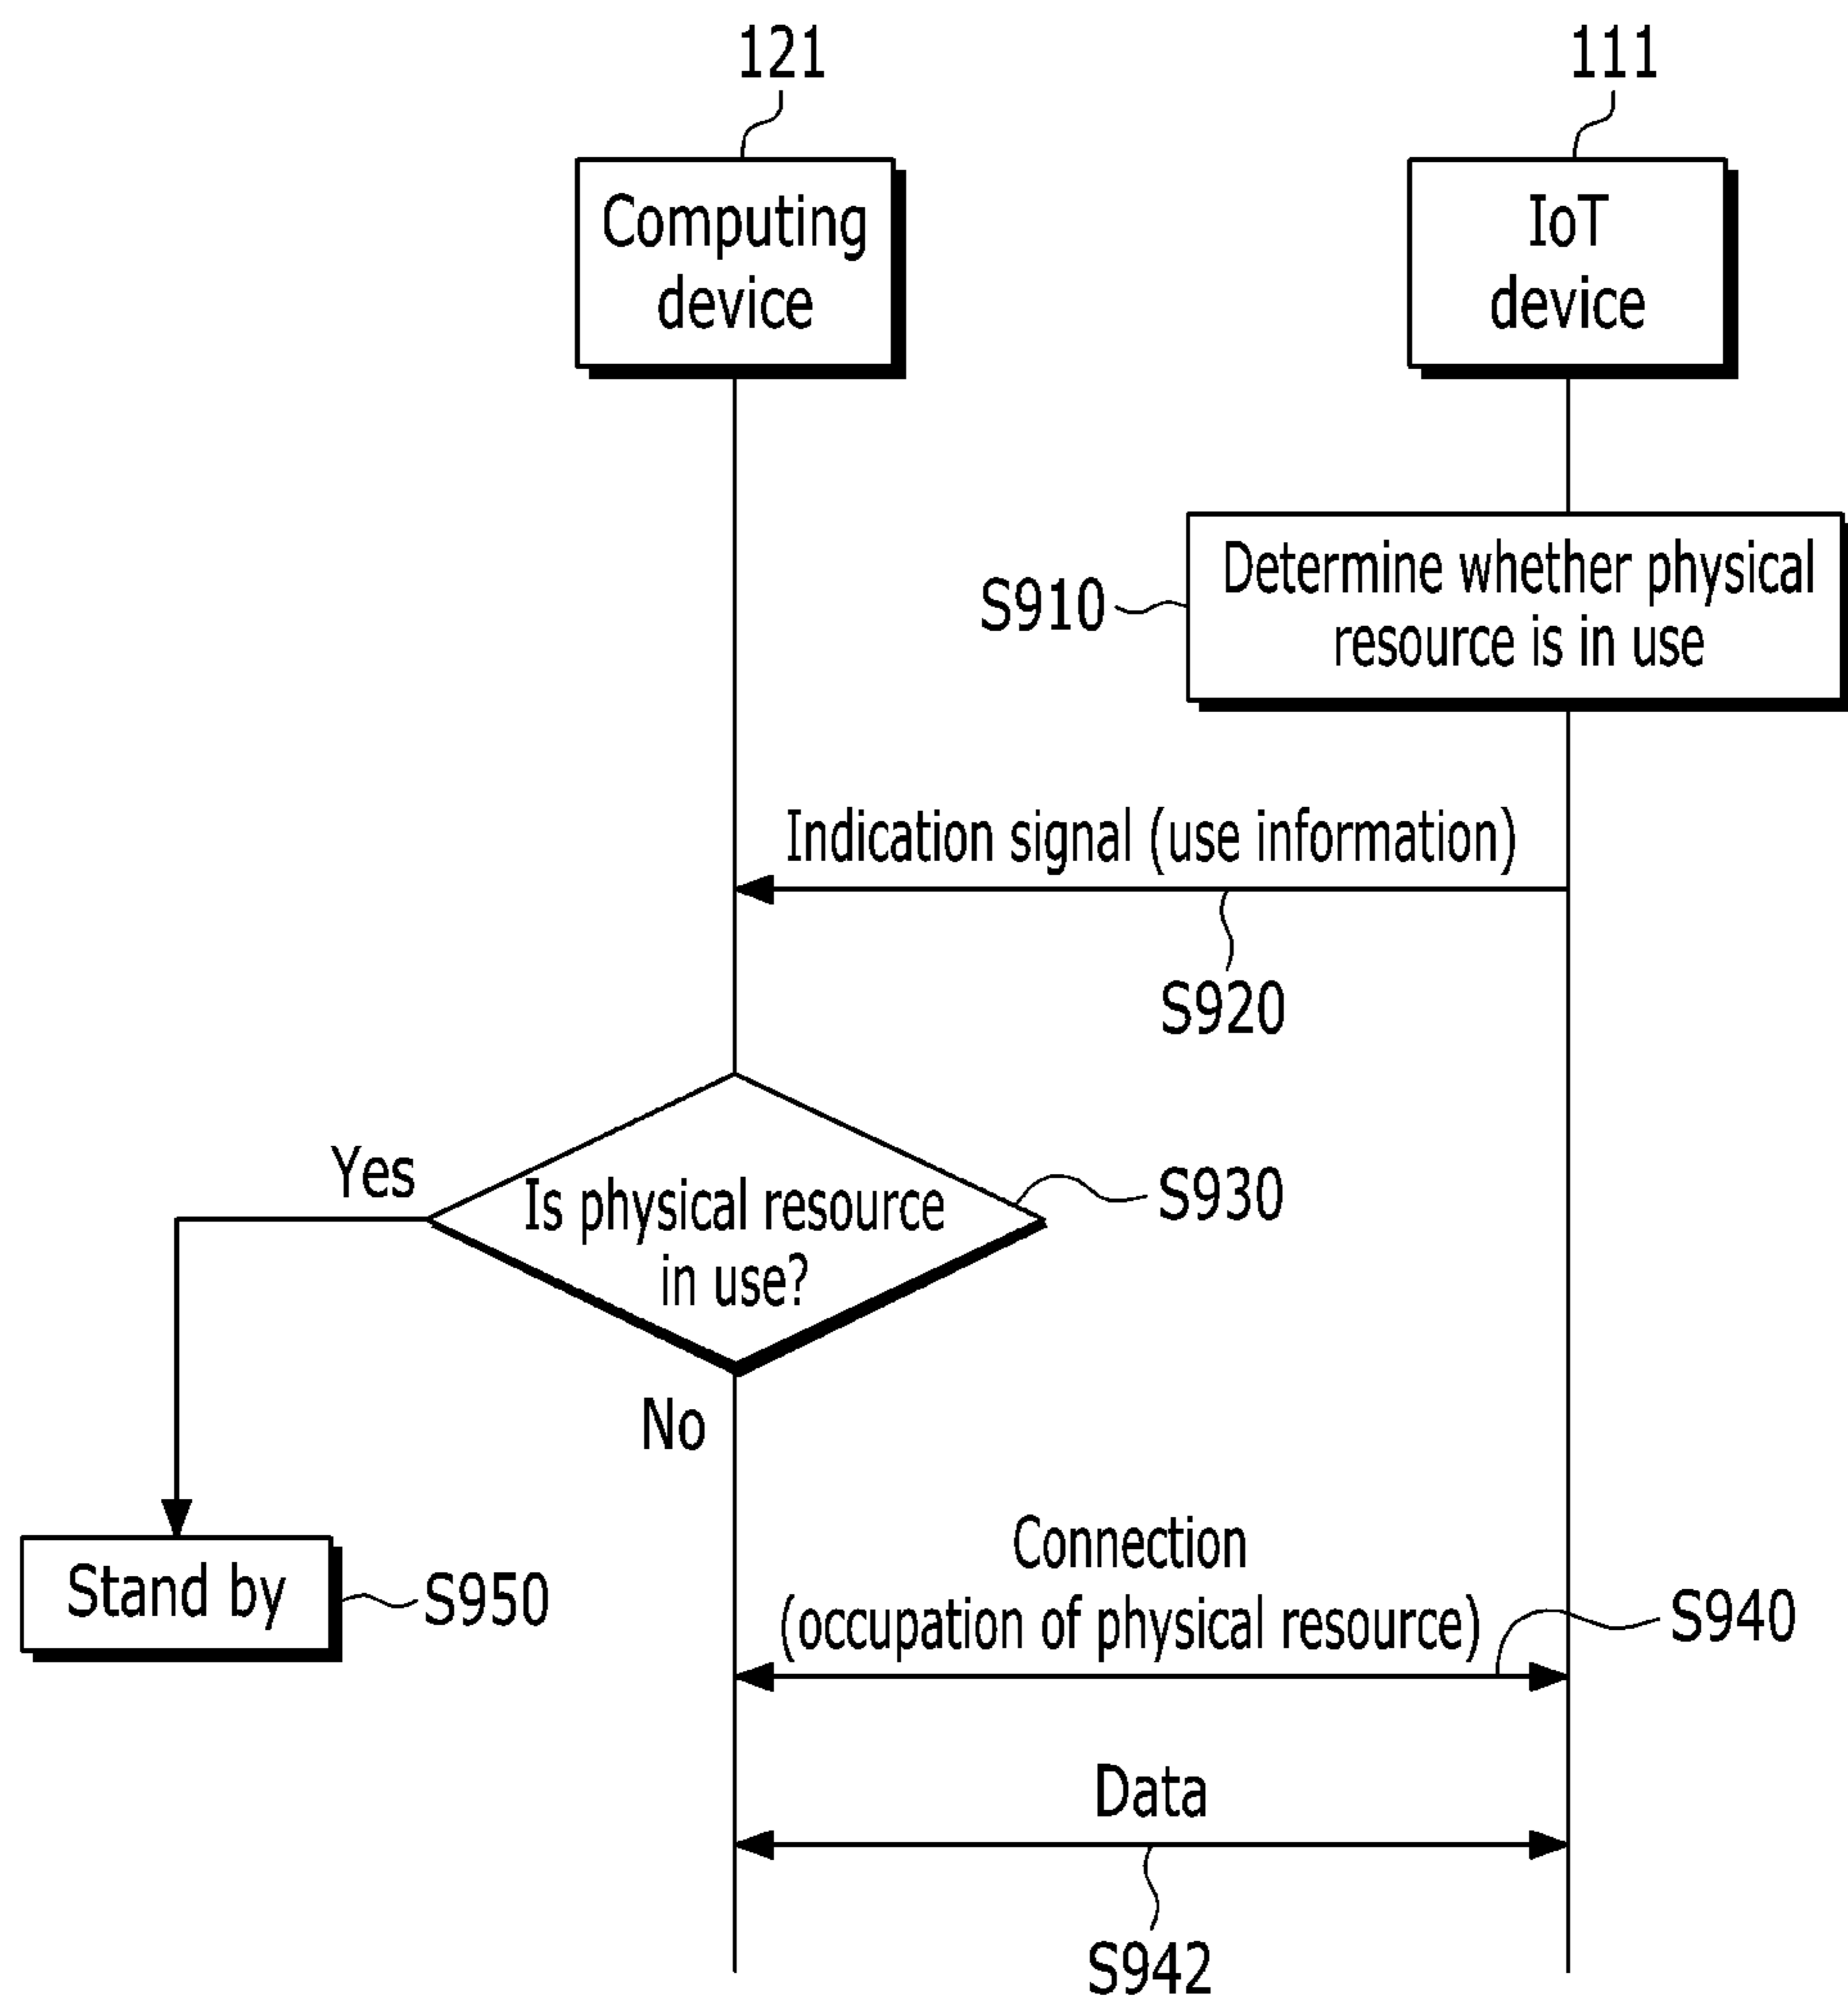 121
111
Computing
device
IoT
device
S910
Determine whether physical
resource is in use
Indication signal (use information)
S920
Yes
Is physical resource
in use?
S930
No
Stand by
S950
Connection
(occupation of physical resource)
S940
Data
S942